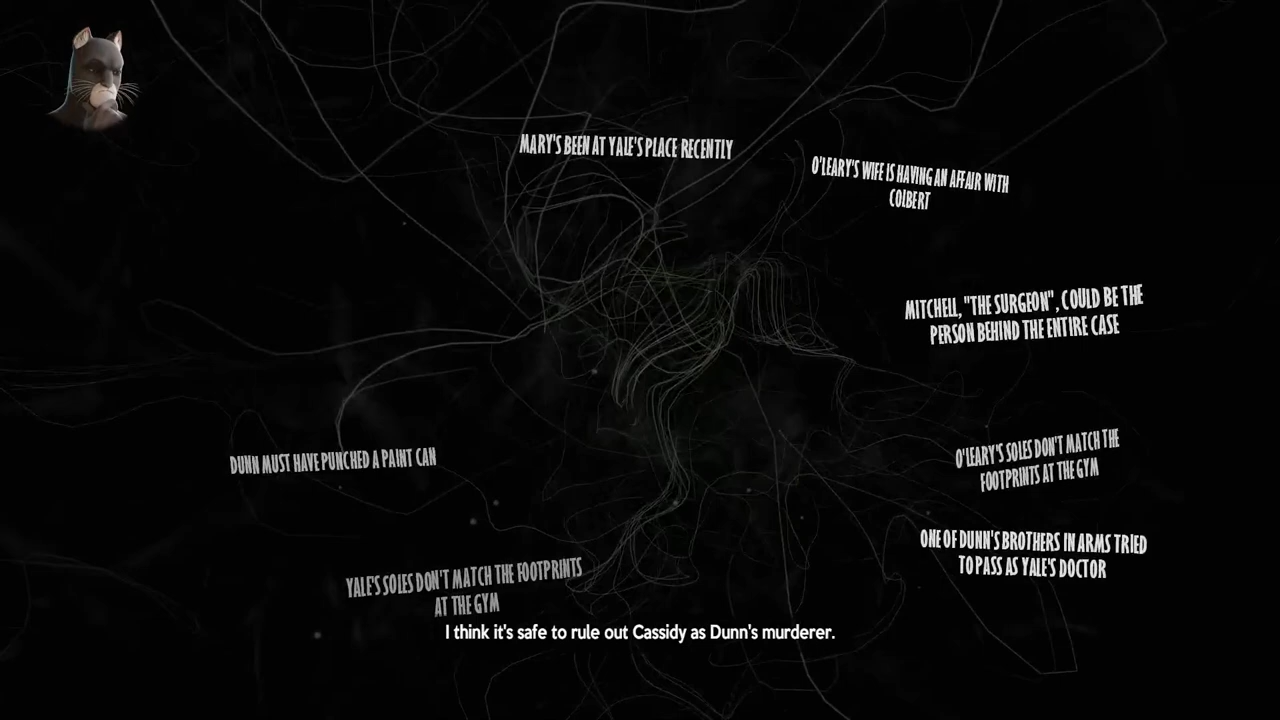 MARY'S BEEN AT YALE'S PLACE RECENTLY
O'LEARY'S WIFE IS HAVING AN AFFAIR WITH
COLBERT
MITCHELL, "THE SURGEON", COULD BE THE
PERSON BEHIND THE ENTIRE CASE
DUNN MUST HAVE PUNCHED A PAINT CAN
O'LEARY'S SOLES DON'T MATCH THE
FOOTPRINTS AT THE GYM
ONE OF DUNN'S BROTHERS IN ARMS TRIED
TO PASS AS YALE'S DOCTOR
YALE'S SOLES DON'T MATCH THE FOOTPRINTS
AT THE GYM
I think it's safe to rule out Cassidy as Dunn's murderer.